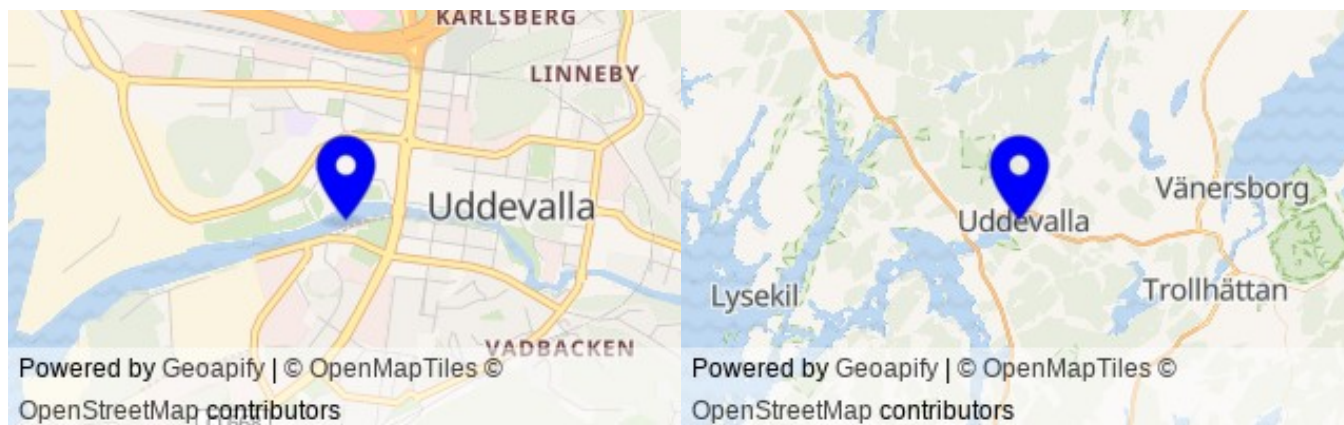 KARLSBERG
LINNEBY
Uddevalla
VADBACKEN
Powered by Geoapify | © OpenMapTiles ©
OpenStreetMap contributors
Vänersborg
Uddevalla
Lysekil
Trollhättan
Powered by Geoapify | © OpenMapTiles ©
OpenStreetMap contributors